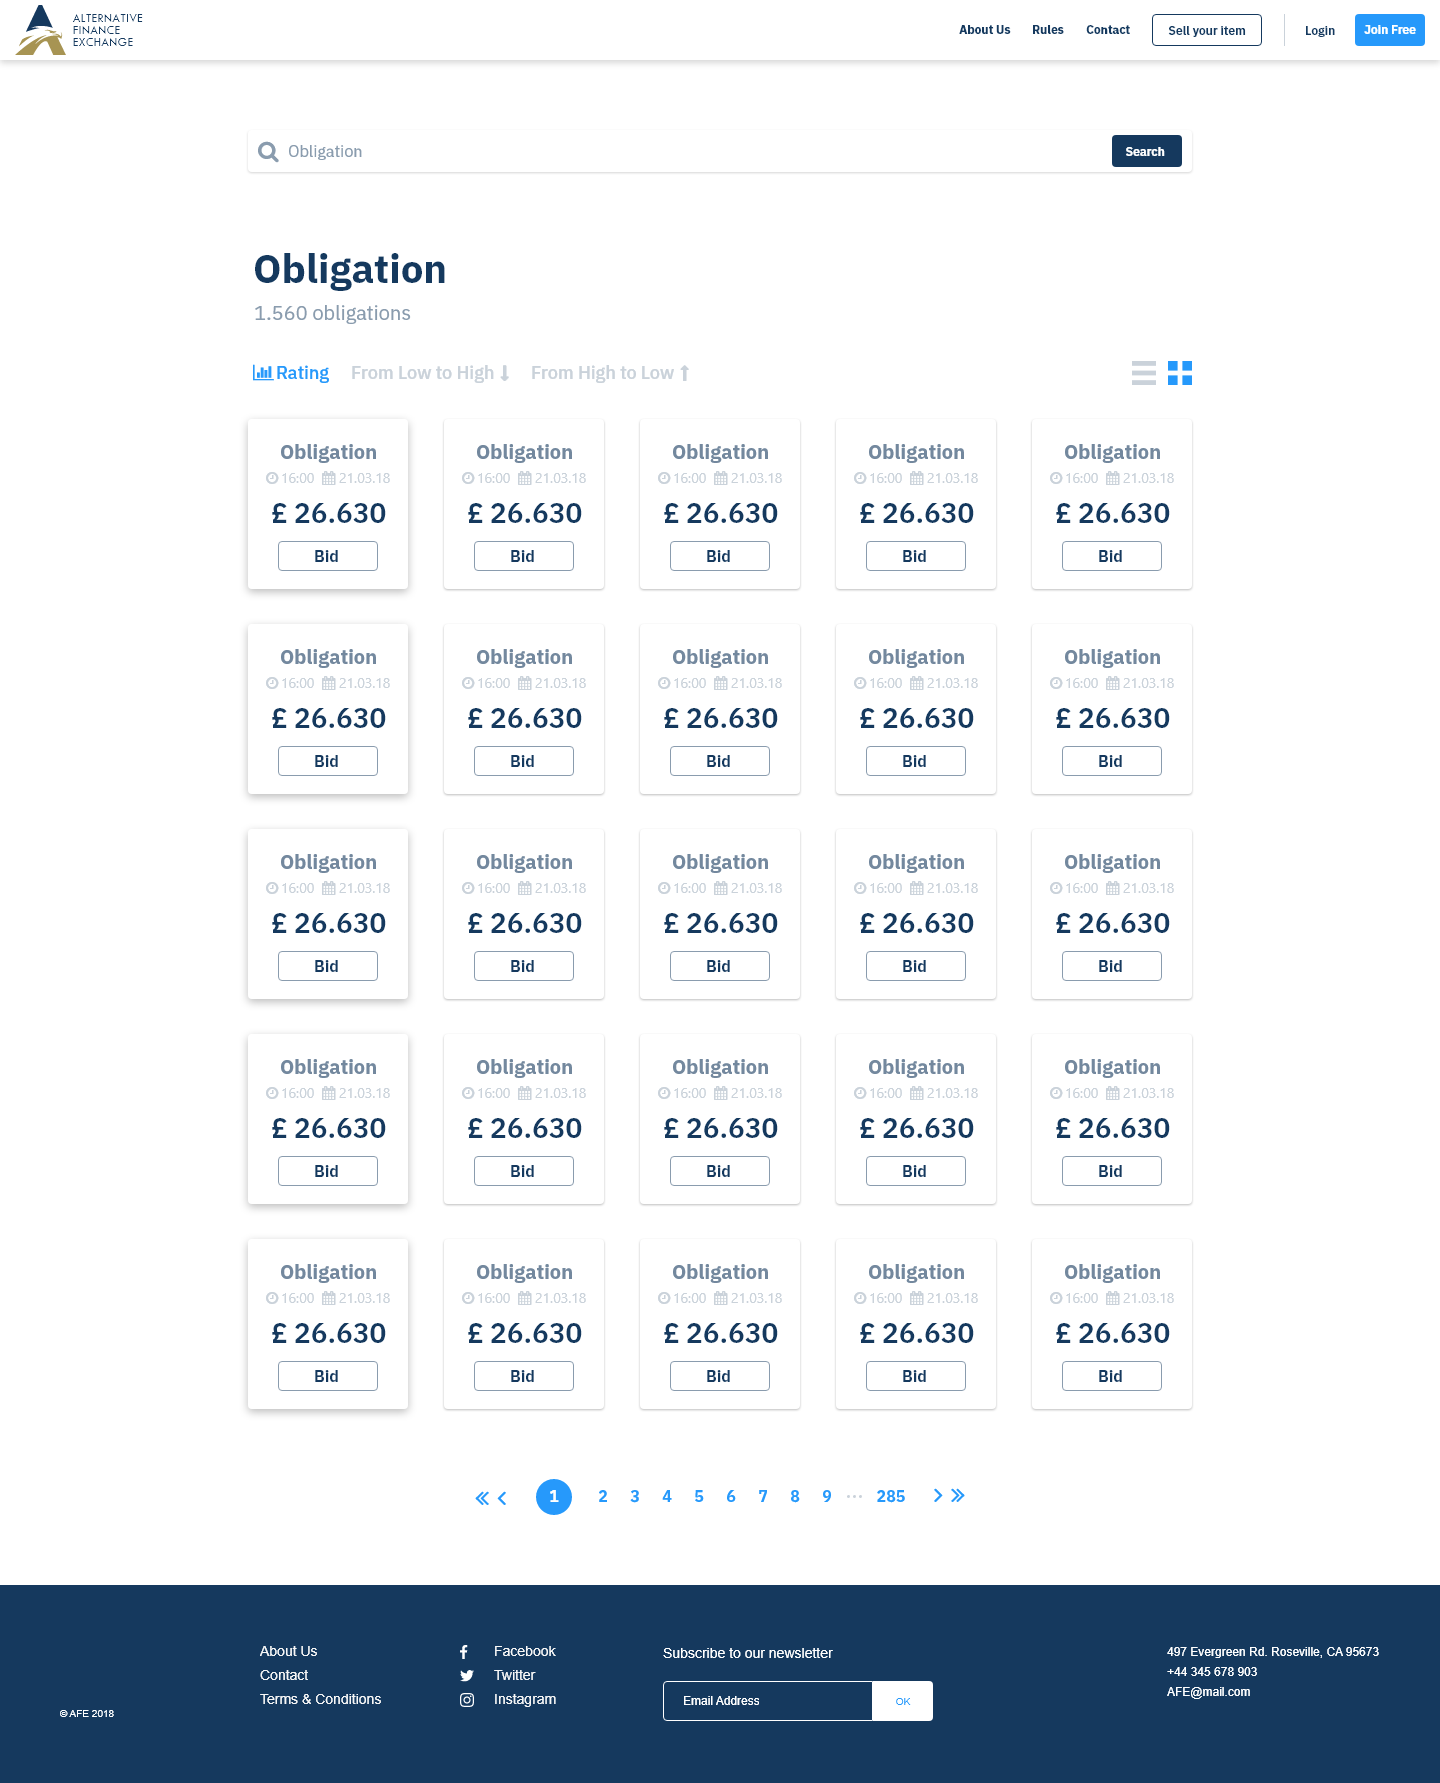 ALTERNATIVE
FINANCE
EXCHANGE
About Us Rules Contact Sell your item Login Join Free
Obligation Search
Obligation
1.560 obligations
Rating From Low to High From High to Low
Obligation Obligation Obligation Obligation Obligation
16:00 21.03.18 16:00 21.03.18 16:00 21.03.18 16:00 21.03.18 16:00 21.03.18
£ 26.630 £ 26.630 £ 26.630 £ 26.630 £ 26.630
Bid Bid Bid Bid Bid
Obligation Obligation Obligation Obligation Obligation
16:00 21.03.18 16:00 21.03.18 16:00 21.03.18 16:00 21.03.18 16:00 21.03.18
£ 26.630 £ 26.630 £ 26.630 £ 26.630 £ 26.630
Bid Bid Bid Bid Bid
Obligation Obligation Obligation Obligation Obligation
16:00 21.03.18 16:00 21.03.18 16:00 21.03.18 16:00 21.03.18 16:00 21.03.18
£ 26.630 £ 26.630 £ 26.630 £ 26.630 £ 26.630
Bid Bid Bid Bid Bid
Obligation Obligation Obligation Obligation Obligation
16:00 21.03.18 16:00 21.03.18 16:00 21.03.18 16:00 21.03.18 16:00 21.03.18
£ 26.630 £ 26.630 £ 26.630 £ 26.630 £ 26.630
Bid Bid Bid Bid Bid
Obligation Obligation Obligation Obligation Obligation
16:00 21.03.18 16:00 21.03.18 16:00 21.03.18 16:00 21.03.18 16:00 21.03.18
£ 26.630 £ 26.630 £ 26.630 £ 26.630 £ 26.630
Bid Bid Bid Bid Bid
1 2 3 4 5 6 7 8 9 ... 285
© AFE 2018
About Us
Contact
Terms & Conditions
Facebook
Twitter
Instagram
Subscribe to our newsletter
Email Address OK
497 Evergreen Rd. Roseville, CA 95673
+44 345 678 903
AFE@mail.com